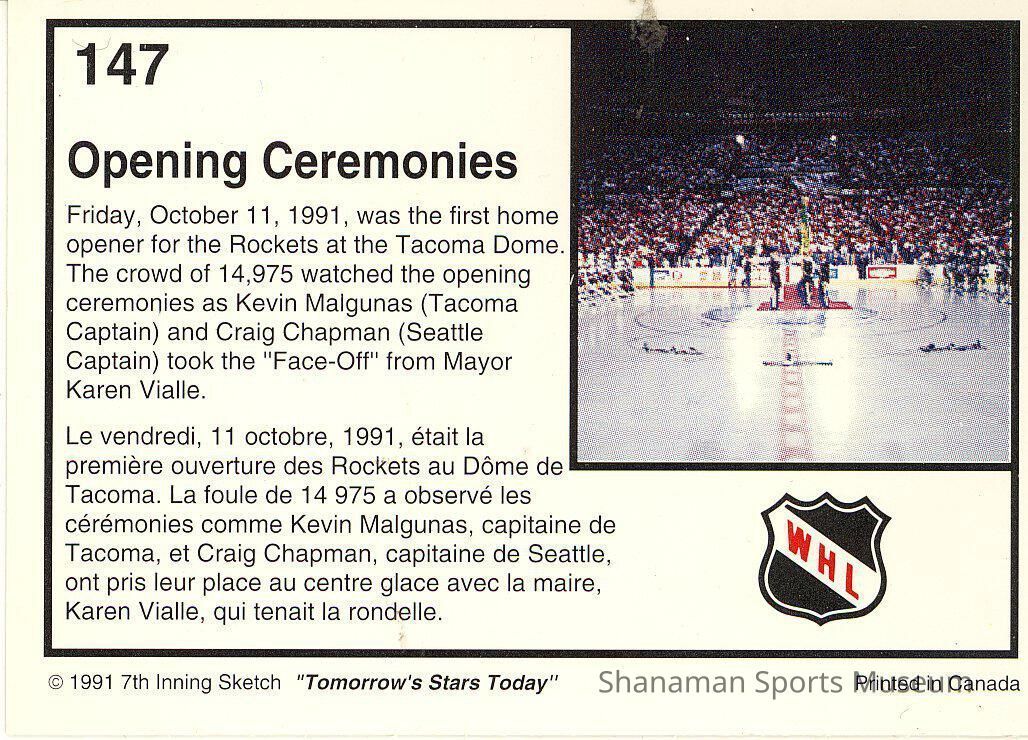 147
Opening Ceremonies
Friday, October 11, 1991, was the first home
opener for the Rockets at the Tacoma Dome.
The crowd of 14,975 watched the opening
ceremonies as Kevin Malgunas (Tacoma
Captain) and Craig Chapman (Seattle
Captain) took the "Face-Off" from Mayor
Karen Vialle.
Le vendredi, 11 octobre, 1991, était la
première ouverture des Rockets au Dôme de
Tacoma. La foule de 14 975 a observé les
cérémonies comme Kevin Malgunas, capitaine de
Tacoma, et Craig Chapman, capitaine de Seattle,
ont pris leur place au centre glace avec la maire,
Karen Vialle, qui tenait la rondelle.
WHL
© 1991 7th Inning Sketch "Tomorrow's Stars Today"
Shanaman Sports Museum
Printed in Canada